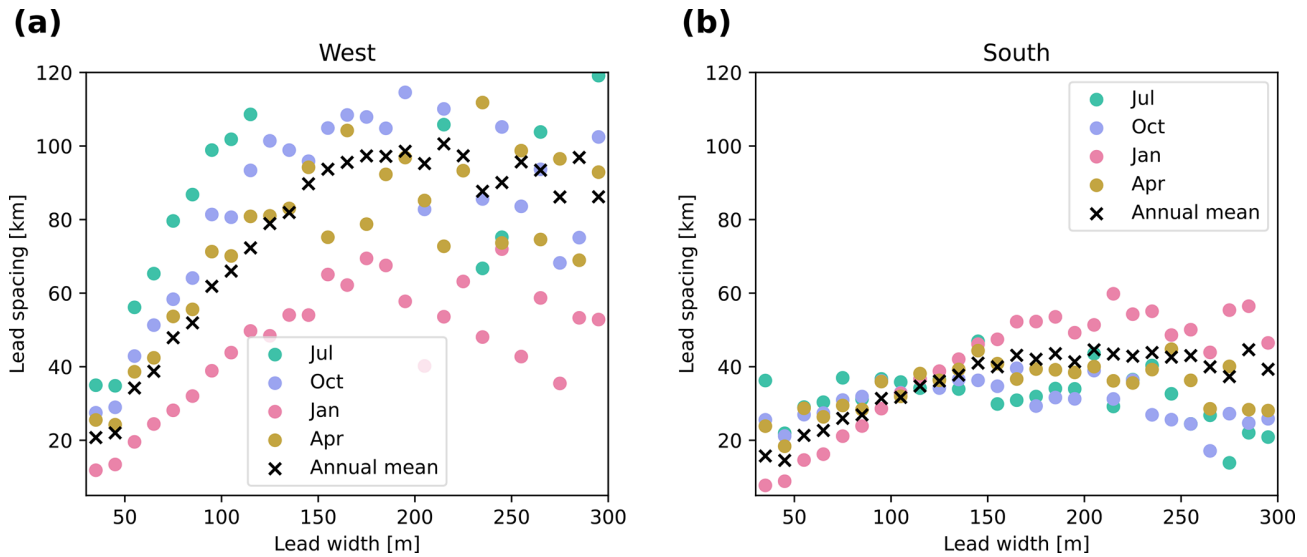 (a)
West
120
100
80
60
40
20
Lead spacing [km]
50
100
150
200
250
300
Lead width [m]
Jul
Oct
Jan
Apr
Annual mean
(b)
South
120
100
80
60
40
20
Lead spacing [km]
50
100
150
200
250
300
Lead width [m]
Jul
Oct
Jan
Apr
Annual mean